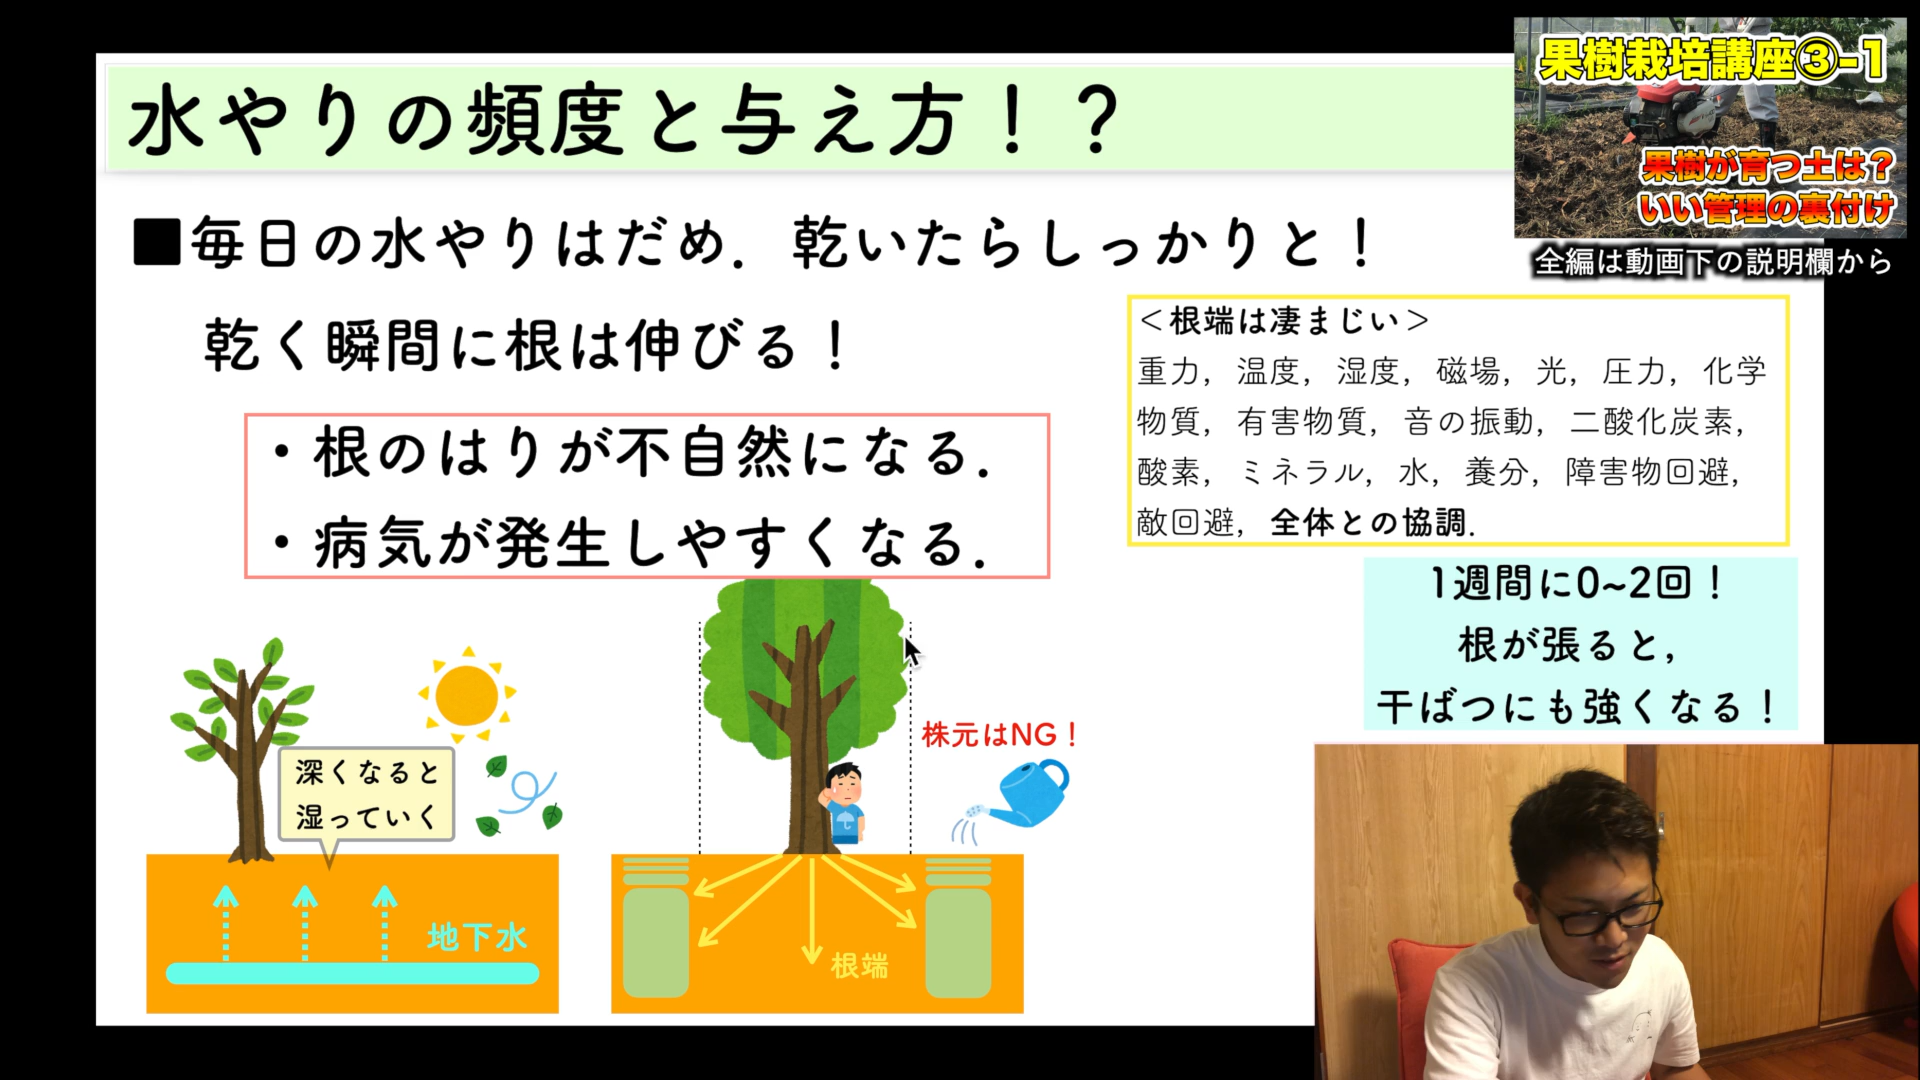 水やりの頻度と与え方！？
果樹栽培講座③-1
果樹が育つ土は？
いい管理の裏付け
全編は動画下の説明欄から
■毎日の水やりはだめ．乾いたらしっかりと！
乾く瞬間に根は伸びる！
・根のはりが不自然になる．
・病気が発生しやすくなる．
＜根端は凄まじい＞
重力，温度，湿度，磁場，光，圧力，化学
物質，有害物質，音の振動，二酸化炭素，
酸素，ミネラル，水，養分，障害物回避，
敵回避，全体との協調．
1週間に0~2回！
根が張ると，
干ばつにも強くなる！
株元はNG！
深くなると
湿っていく
地下水
根端